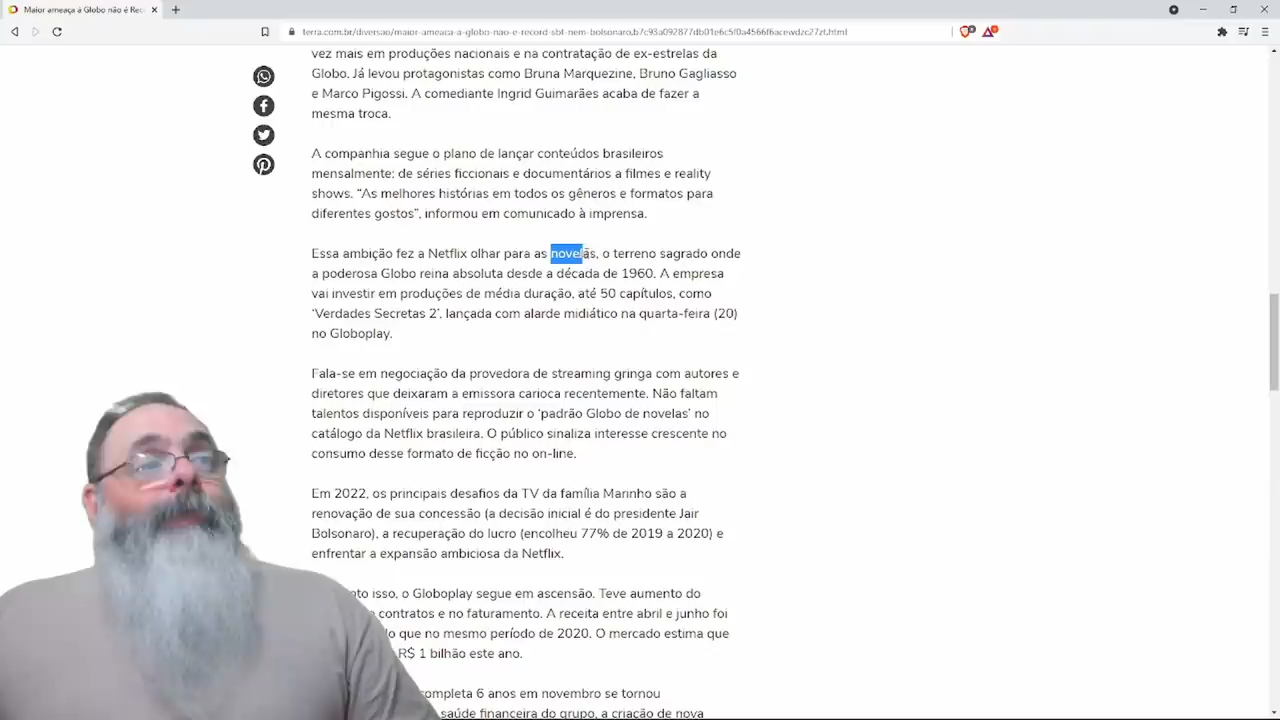 Maior ameaça à Globo não é Rec
terra.com.br/diversao/maior-ameaca-a-globo-nao-e-record-sbt-nem-bolsonaro,
vez mais em produções nacionais e na contratação de ex-estrelas da
Globo. Já levou protagonistas como Bruna Marquezine, Bruno Gagliasso
e Marco Pigossi. A comediante Ingrid Guimarães acaba de fazer a
mesma troca.
A companhia segue o plano de lançar conteúdos brasileiros
mensalmente: de séries ficcionais e documentários a filmes e reality
shows. “As melhores histórias em todos os gêneros e formatos para
diferentes gostos”, informou em comunicado à imprensa.
Essa ambição fez a Netflix olhar para as novelas, o terreno sagrado onde
a poderosa Globo reina absoluta desde a década de 1960. A empresa
vai investir em produções de média duração, até 50 capítulos, como
‘Verdades Secretas 2’, lançada com alarde midiático na quarta-feira (20)
no Globoplay.
Fala-se em negociação da provedora de streaming gringa com autores e
diretores que deixaram a emissora carioca recentemente. Não faltam
talentos disponíveis para reproduzir o ‘padrão Globo de novelas’ no
catálogo da Netflix brasileira. O público sinaliza interesse crescente no
consumo desse formato de ficção no on-line.
Em 2022, os principais desafios da TV da família Marinho são a
renovação de sua concessão (a decisão inicial é do presidente Jair
Bolsonaro), a recuperação do lucro (encolheu 77% de 2019 a 2020) e
enfrentar a expansão ambiciosa da Netflix.
isso, o Globoplay segue em ascensão. Teve aumento do
contratos e no faturamento. A receita entre abril e junho foi
que no mesmo período de 2020. O mercado estima que
R$ 1 bilhão este ano.
completa 6 anos em novembro se tornou
saúde financeira do grupo, a criação de nova